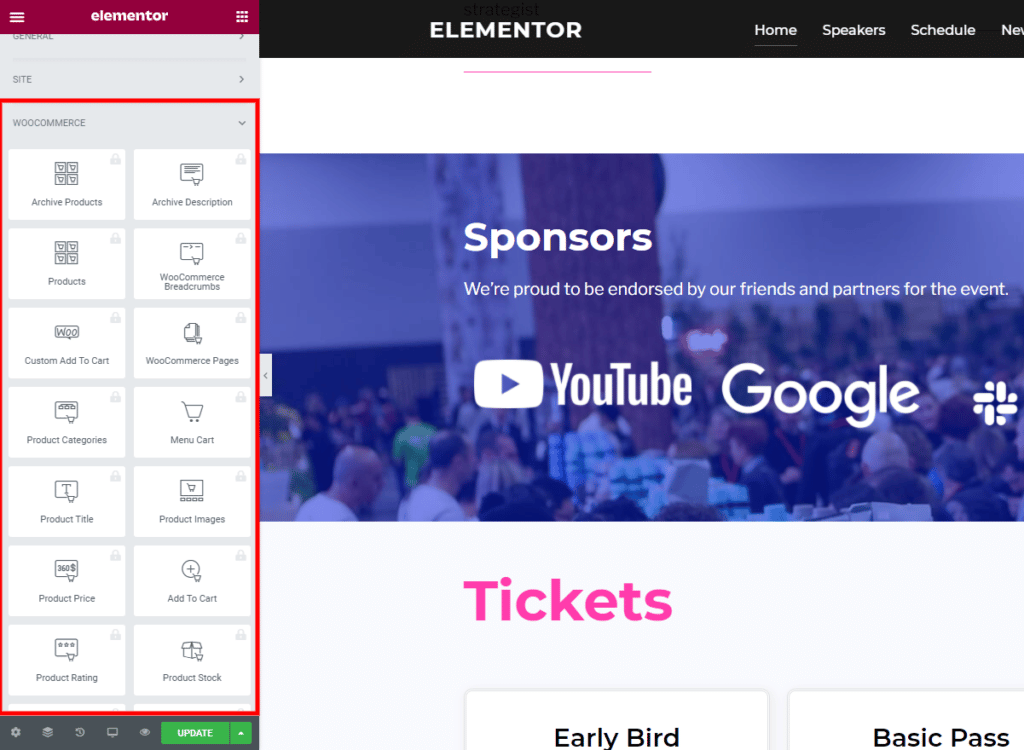 elementor
GENERAL
SITE
WOOCOMMERCE
Archive Products
Archive Description
Products
WooCommerce
Breadcrumbs
Woo
Custom Add To Cart
WooCommerce Pages
Product Categories
Menu Cart
T
Product Title
Product Images
360$
Product Price
Add To Cart
Product Rating
Product Stock
UPDATE
strategist
ELEMENTOR
Home
Speakers
Schedule
Sponsors
We're proud to be endorsed by our friends and partners for the event.
YouTube
Google
Tickets
Early Bird
Basic Pass